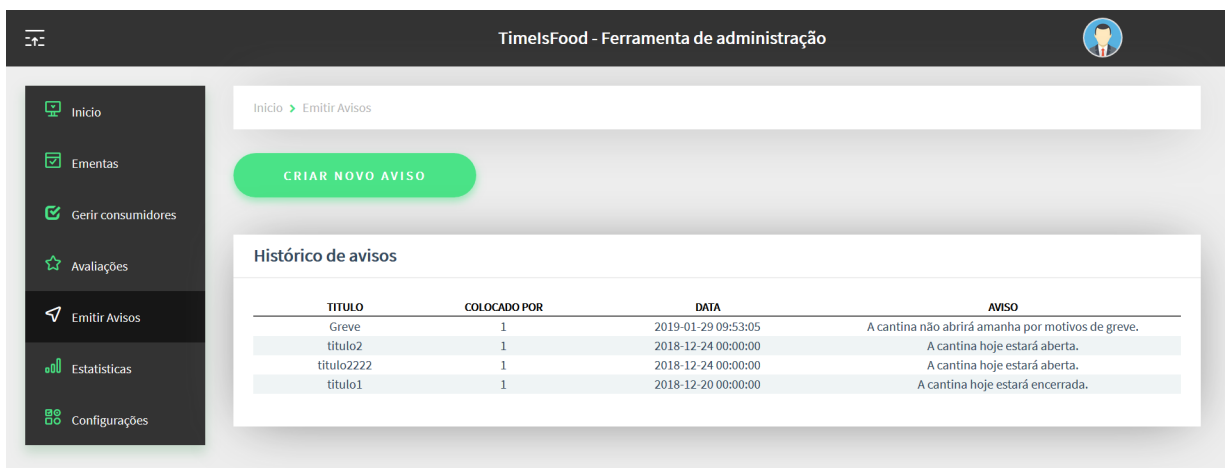 TimeIsFood - Ferramenta de administração
Inicio
Ementas
Gerir consumidores
Avaliações
Emitir Avisos
Estatisticas
Configurações
Inicio > Emitir Avisos
CRIAR NOVO AVISO
Histórico de avisos
TITULO COLOCADO POR DATA AVISO
Greve 1 2019-01-29 09:53:05 A cantina não abrirá amanha por motivos de greve.
titulo2 1 2018-12-24 00:00:00 A cantina hoje estará aberta.
titulo2222 1 2018-12-24 00:00:00 A cantina hoje estará aberta.
titulo1 1 2018-12-20 00:00:00 A cantina hoje estará encerrada.